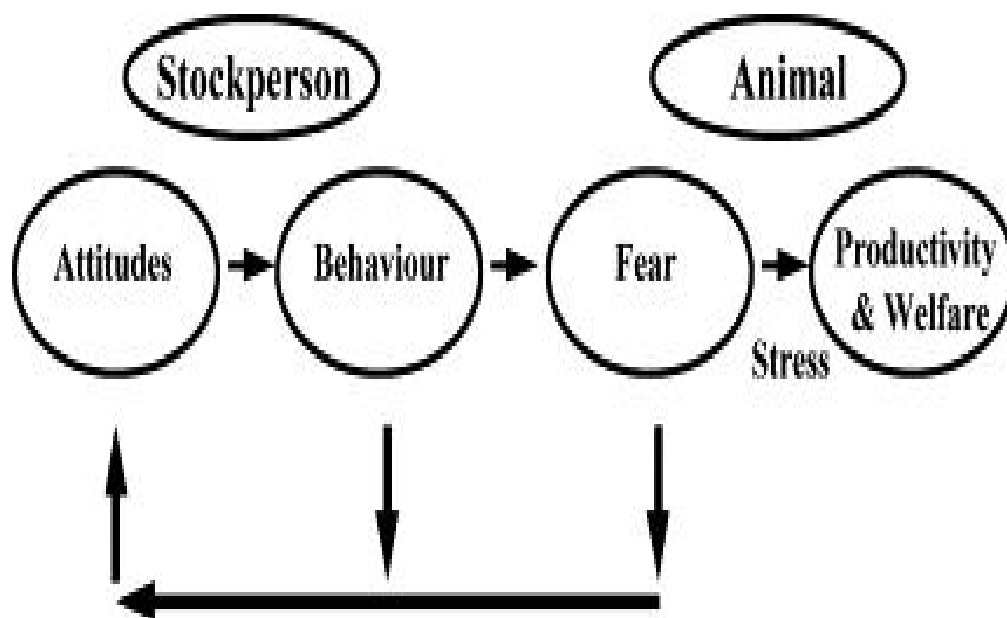 Stockperson
Animal
Attitudes
Behaviour
Fear
Productivity
& Welfare
Stress